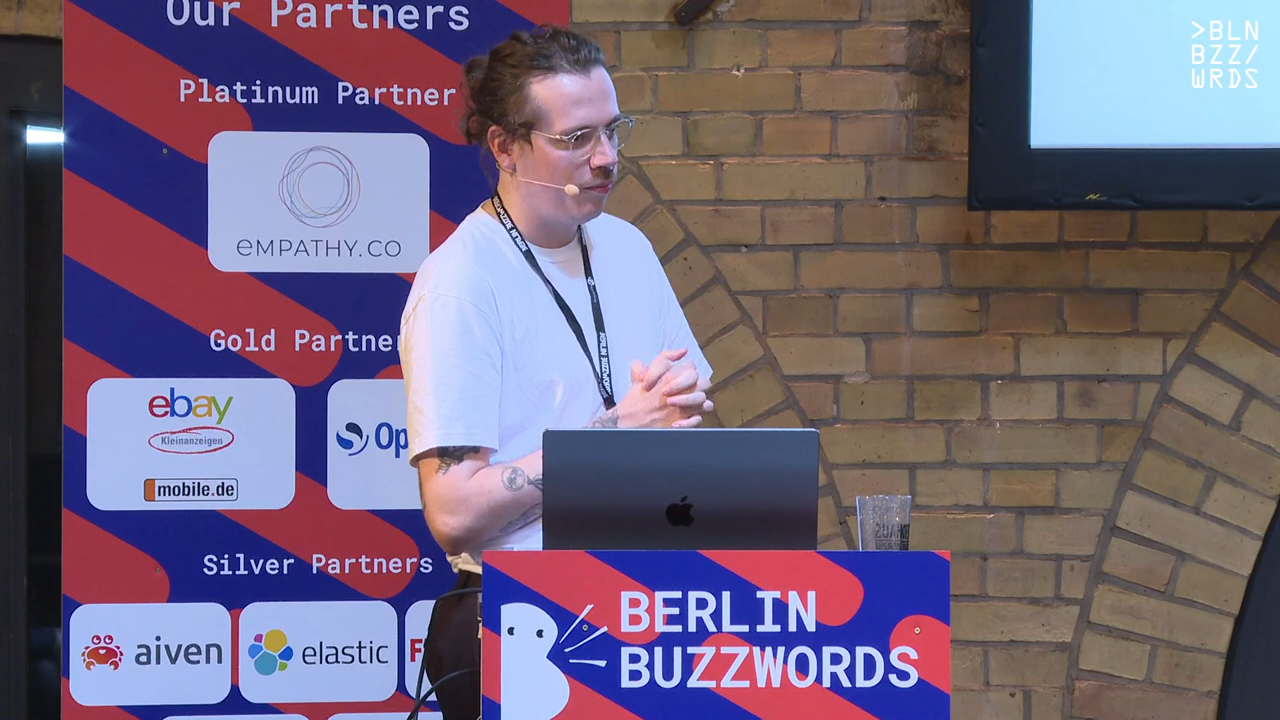 Our Partners
Platinum Partner
EMPATHY.CO
Gold Partner
ebay
Kleinanzeigen
mobile.de
Op
Silver Partners
aiven
elastic
F
>BLN
BZZ/
WRDS
BERLIN
BUZZWORDS